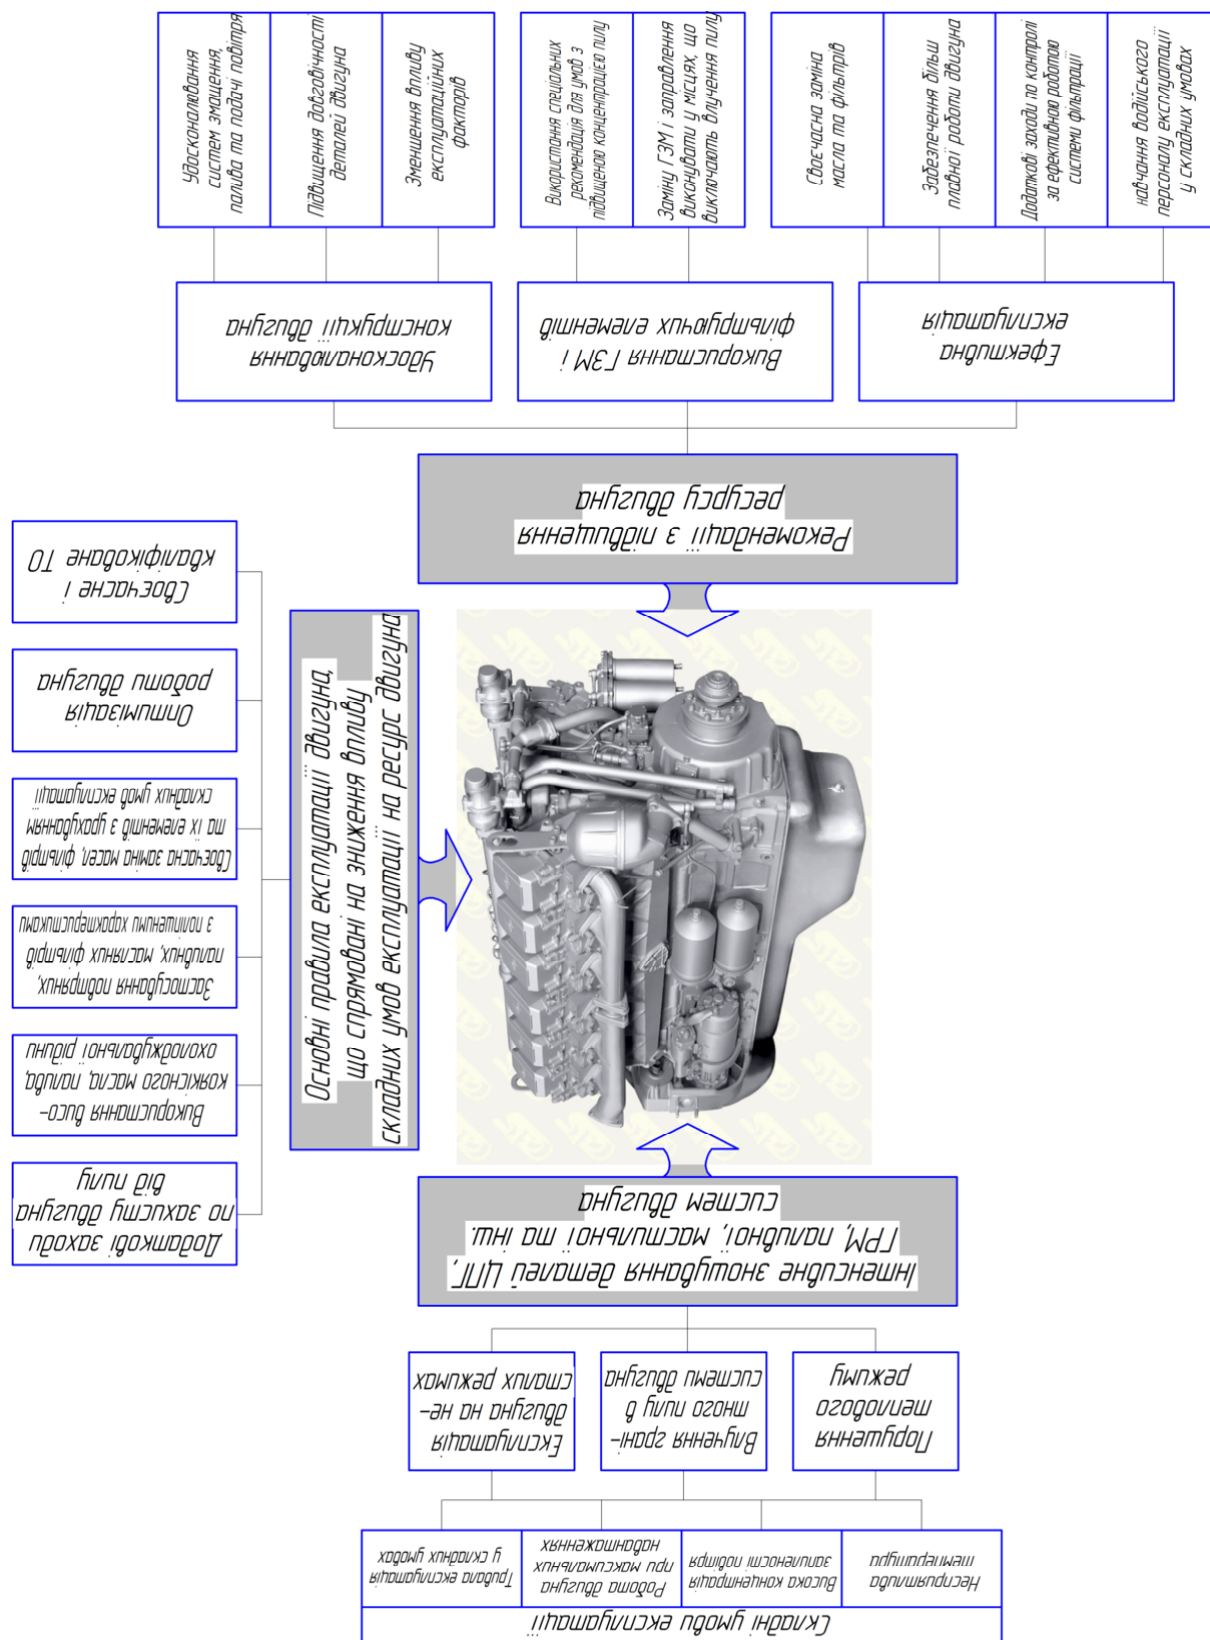 Складні умови експлуатації
Несприятлива
температура
Висока концентрація
запиленості повітря
Робота двигуна
при максимальних
навантаженнях
Тривала експлуатація
у складних умовах
Порушення
теплового
режиму
Влучення грані-
тного пилу в
системи двигуна
Експлуатація
двигуна на не-
сталих режимах
Інтенсивне зношування деталей ЦПГ,
ГРМ, паливної, мастильної та інш.
систем двигуна
Основні правила експлуатації двигуна,
що спрямовані на зниження впливу
складних умов експлуатації на ресурс двигуна
Додаткові заходи
по захисту двигуна
від пилу
Використання висо-
коякісного масла, палива,
охолоджувальної рідини
Застосування повтряних,
паливних, масляних фільтрів
з поліпшеними характеристиками
Своєчасна заміна масел, фільтрів
та їх елементів з урахуванням
складних умов експлуатації
Оптимізація
роботи двигуна
Своєчасне і
кваліфіковане ТО
Рекомендації з підвищення
ресурсу двигуна
Ефективна
експлуатація
Використання ГЗМ і
фільтруючих елементів
Удосконалювання
конструкції двигуна
навчання водійського
персоналу експлуатації
у складних умовах
Додаткові заходи по контролі
за ефективною роботою
системи фільтрації
Забезпечення більш
плавної роботи двигуна
Своєчасна заміна
масла та фільтрів
Заміну ГЗМ і заправлення
виконувати у місцях, що
виключають влучення пилу
Використання спеціальних
рекомендація для умов з
підвищеною концентрацією пилу
Зменшення впливу
експлуатаційних
факторів
Підвищення довговічності
деталей двигуна
Удосконалювання
систем змащення,
палива та подачі повітря